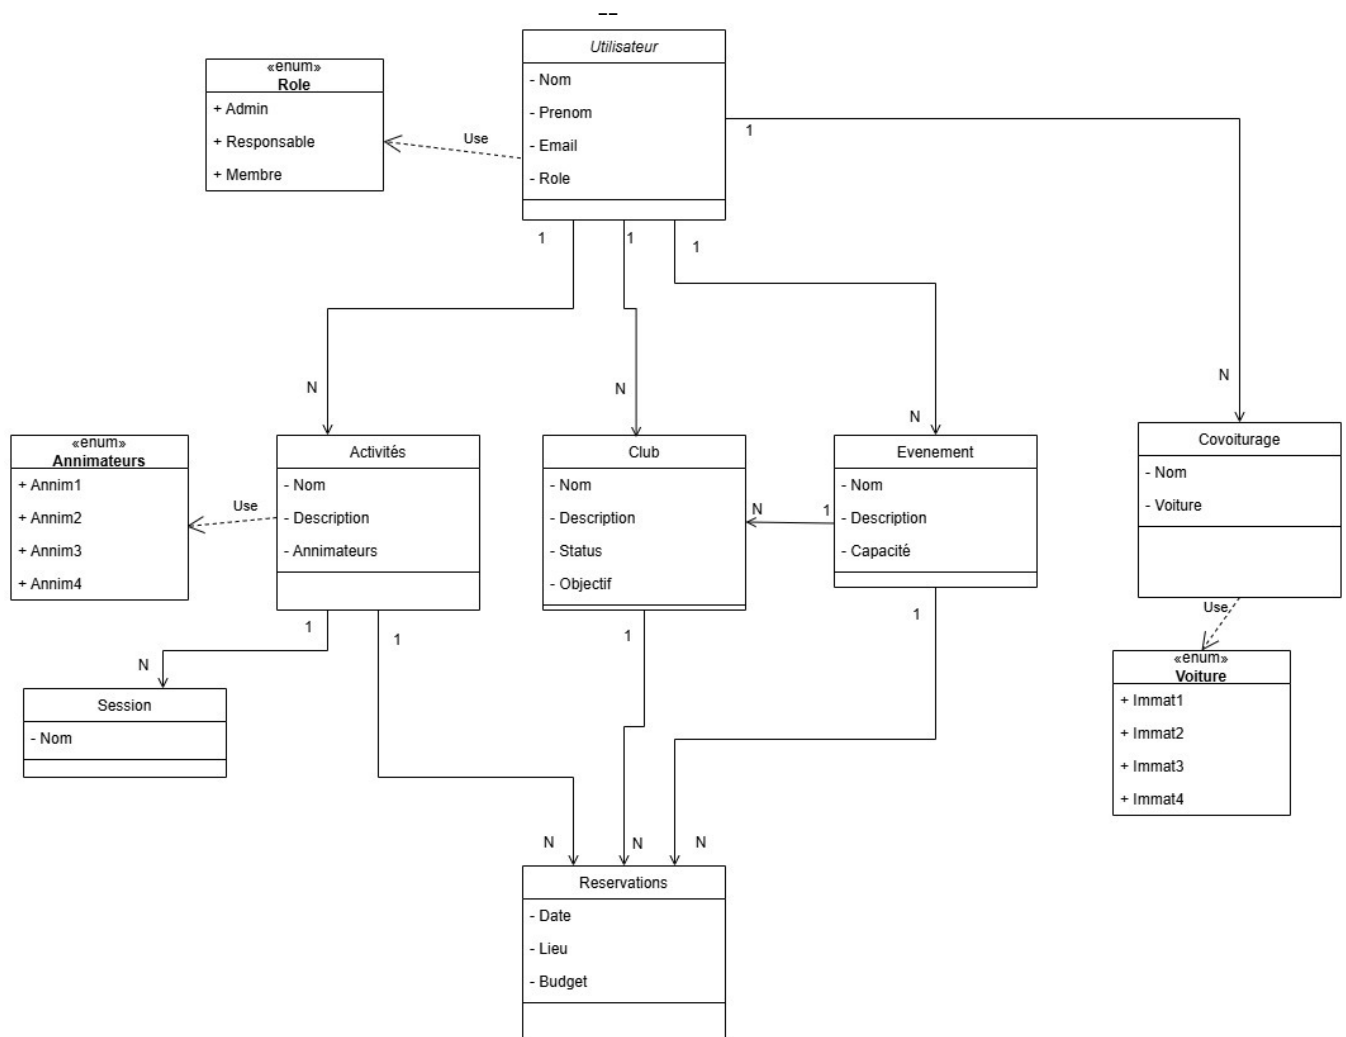 --
Utilisateur
- Nom
- Prenom
- Email
- Role
«enum»
Role
+ Admin
+ Responsable
+ Membre
Use
1
1
1
1
N
N
N
N
«enum»
Annimateurs
+ Annim1
+ Annim2
+ Annim3
+ Annim4
Use
Activités
- Nom
- Description
- Annimateurs
Club
- Nom
- Description
- Status
- Objectif
N
1
Evenement
- Nom
- Description
- Capacité
Covoiturage
- Nom
- Voiture
Use
«enum»
Voiture
+ Immat1
+ Immat2
+ Immat3
+ Immat4
1
1
1
1
N
Session
- Nom
N
N
N
Reservations
- Date
- Lieu
- Budget